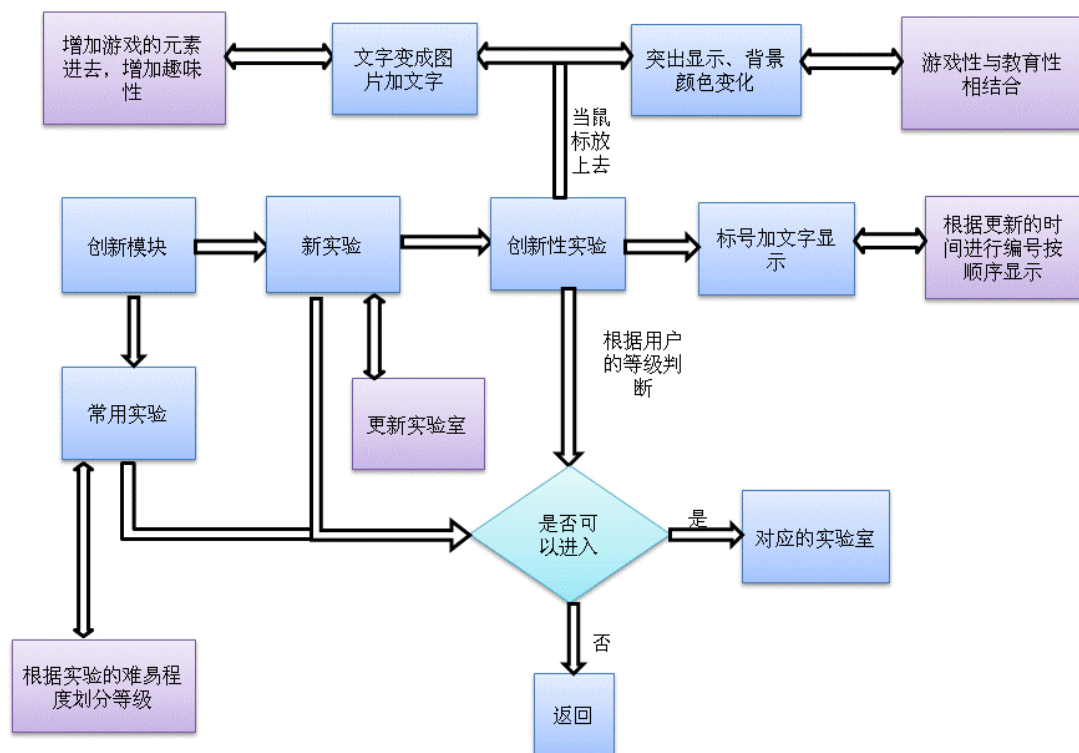 增加游戏的元素
进去，增加趣味
性
文字变成图
片加文字
突出显示、背景
颜色变化
游戏性与教育性
相结合
当鼠
标放
上去
创新模块
新实验
创新性实验
标号加文字显
示
根据更新的时
间进行编号按
顺序显示
根据用户
的等级判
断
常用实验
更新实验室
是否可
以进入
是
对应的实验室
否
根据实验的难易程
度划分等级
返回